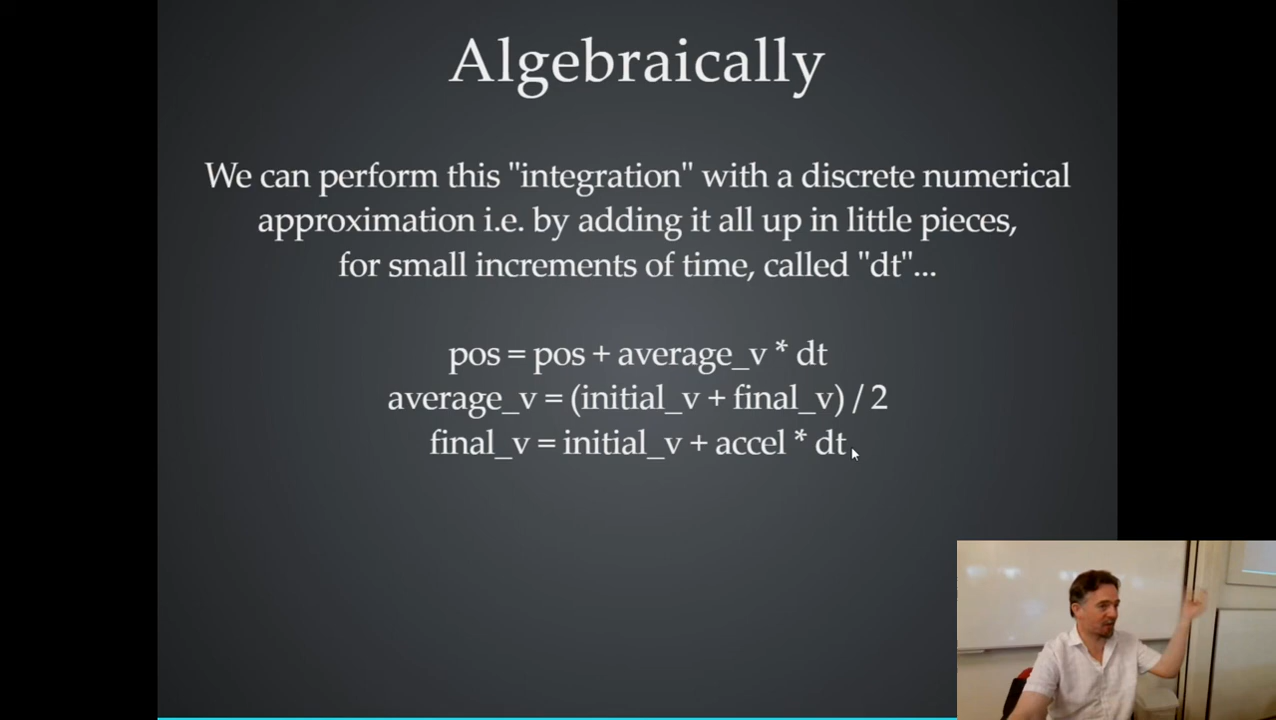 Algebraically
We can perform this "integration" with a discrete numerical
approximation i.e. by adding it all up in little pieces,
for small increments of time, called "dt"...
pos = pos + average_v * dt
average_v = (initial_v + final_v) / 2
final_v = initial_v + accel * dt